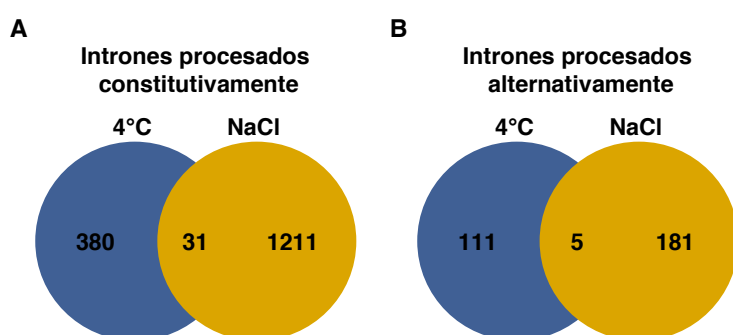 A
Intrones procesados
constitutivamente
4°C NaCl
380 31 1211
B
Intrones procesados
alternativamente
4°C NaCl
111 5 181